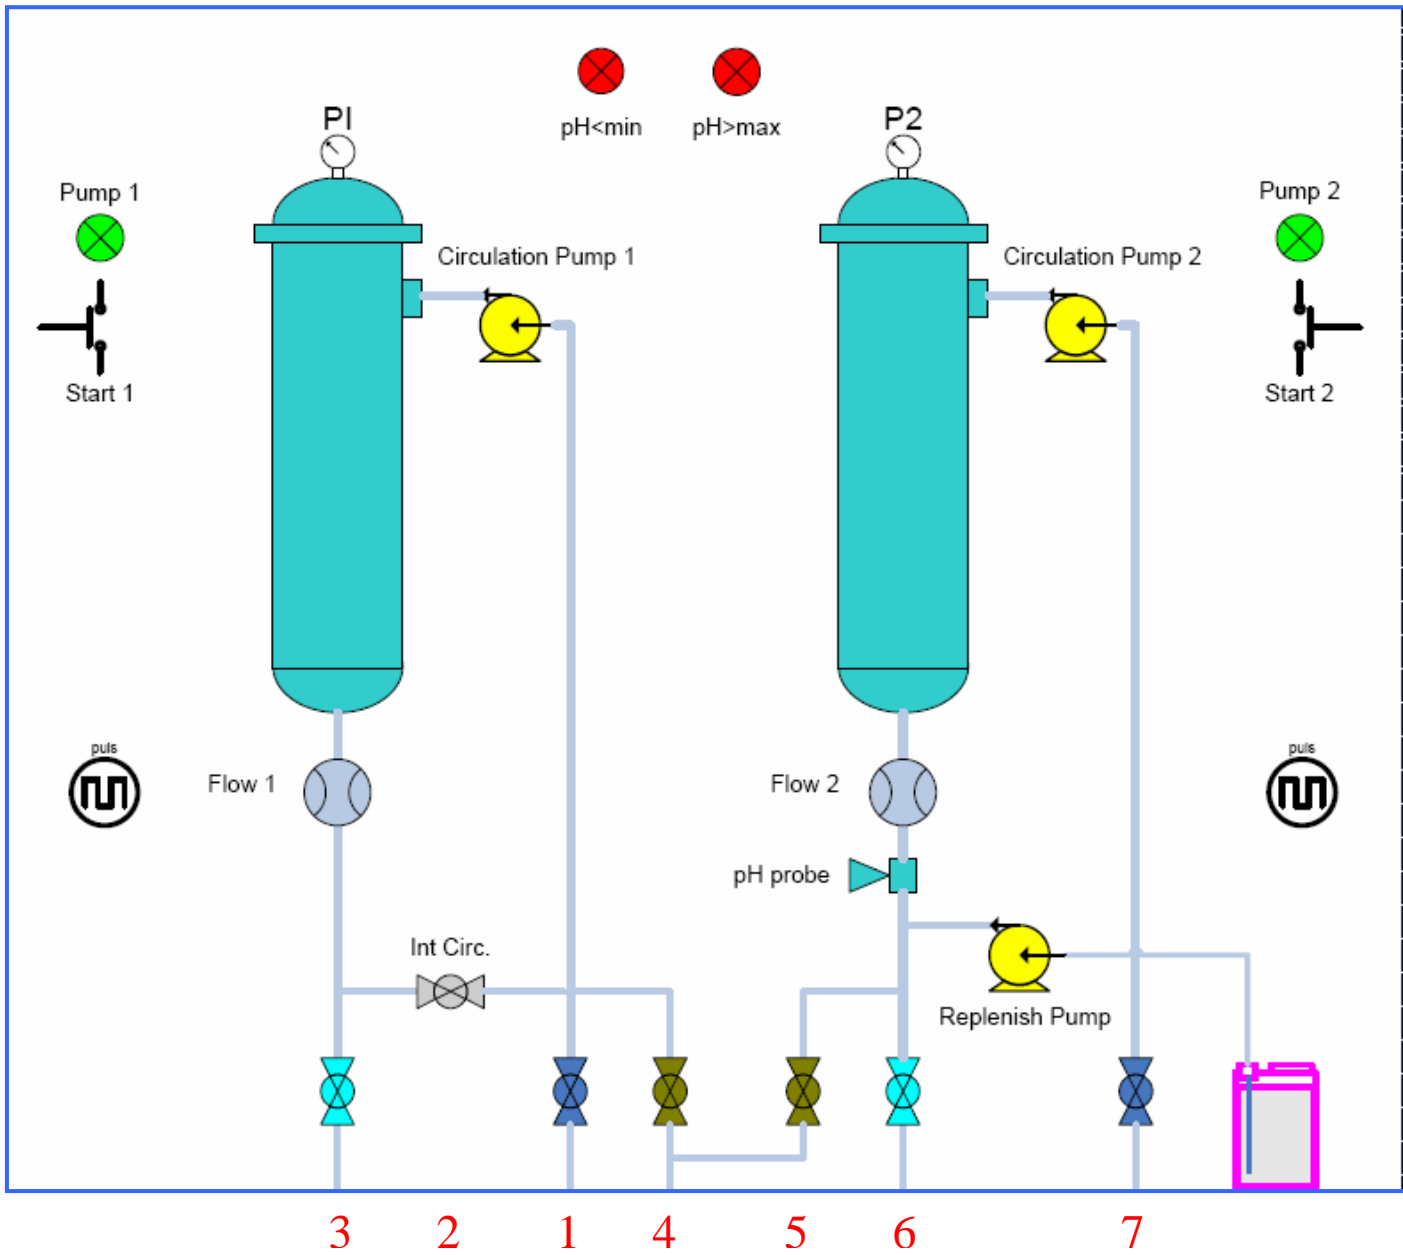 pH<min
pH>max
PI
P2
Pump 1
Pump 2
Circulation Pump 1
Circulation Pump 2
Start 1
Start 2
puls
puls
Flow 1
Flow 2
pH probe
Int Circ.
Replenish Pump
3 2 1 4 5 6 7